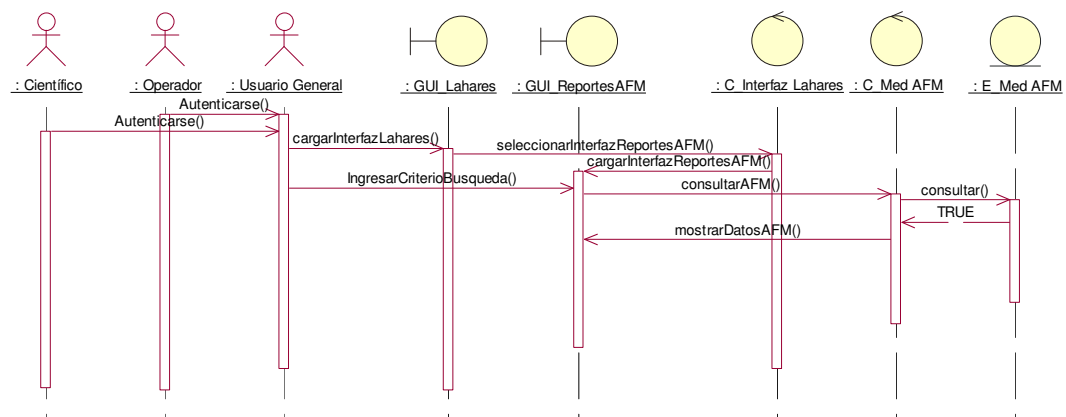 : Científico
: Operador
: Usuario General
: GUI_Lahares
: GUI_ReportesAFM
: C_Interfaz Lahares
: C_Med AFM
: E_Med AFM
Autenticarse()
Autenticarse()
cargarInterfazLahares()
seleccionarInterfazReportesAFM()
cargarInterfazReportesAFM()
IngresarCriterioBusqueda()
consultarAFM()
consultar()
TRUE
mostrarDatosAFM()